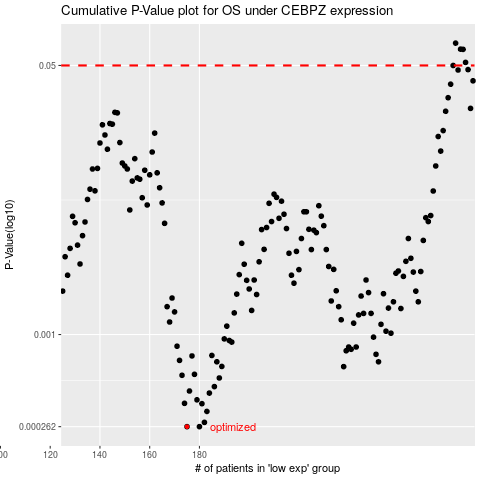 Cumulative P-Value plot for OS under CEBPZ expression
0.05
P-Value(log10)
0.001
0.000262
optimized
00 120 140 160 180
# of patients in 'low exp' group